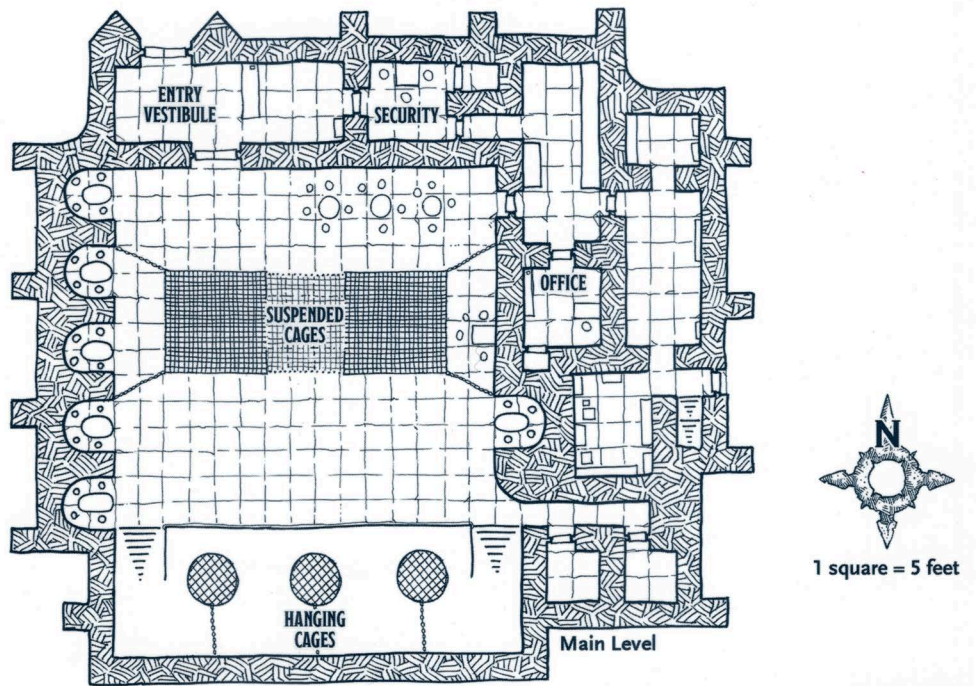 ENTRY
VESTIBULE
SECURITY
OFFICE
SUSPENDED
CAGES
N
1 square = 5 feet
HANGING
CAGES
Main Level